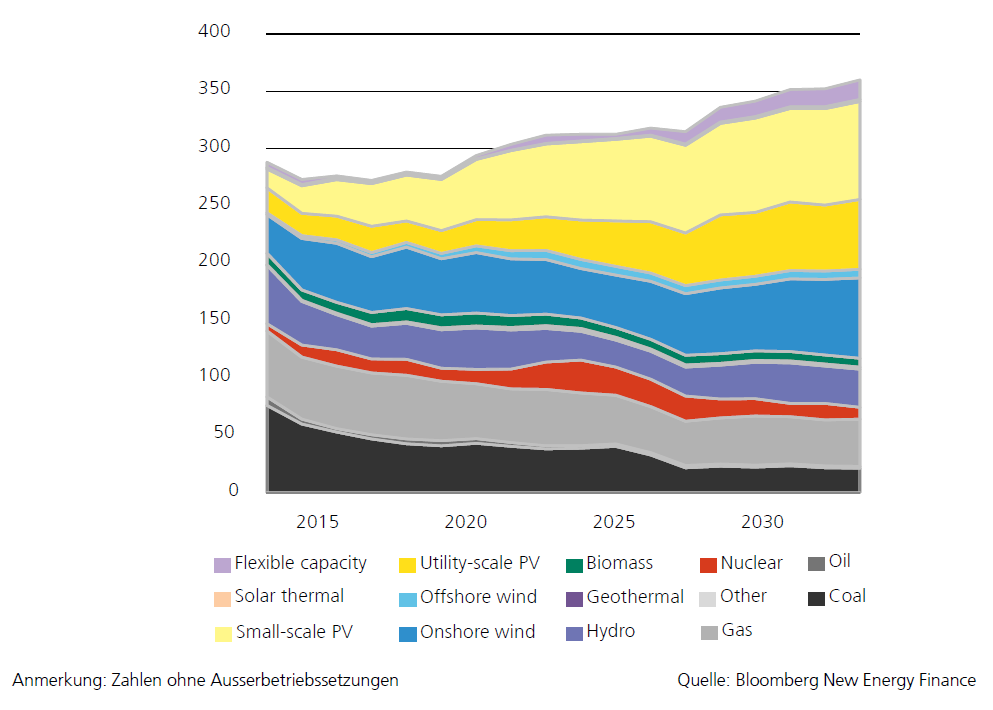 400
350
300
250
200
150
100
50
0
2015 2020 2025 2030
Flexible capacity Utility-scale PV Biomass Nuclear Oil
Solar thermal Offshore wind Geothermal Other Coal
Small-scale PV Onshore wind Hydro Gas
Anmerkung: Zahlen ohne Ausserbetriebssetzungen Quelle: Bloomberg New Energy Finance